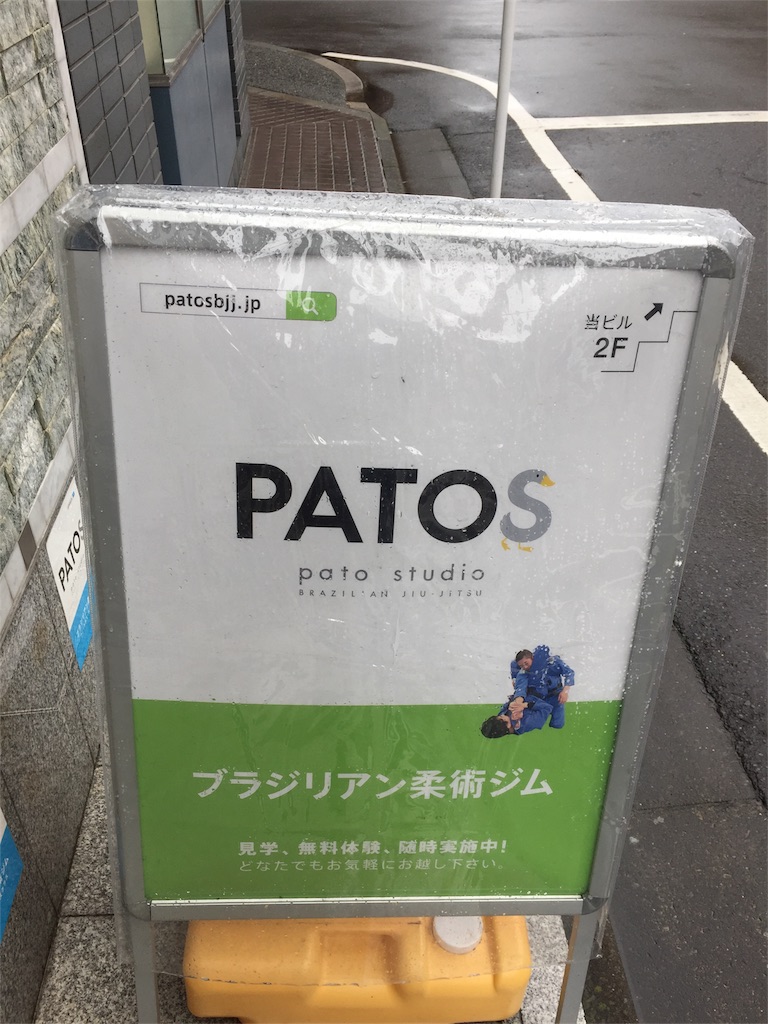 patosbjj.jp
当ビル
2F
PATOS
pato studio
BRAZILIAN JIU-JITSU
ブラジリアン柔術ジム
見学、無料体験、随時実施中!
どなたでもお気軽にお越し下さい。
PATOS